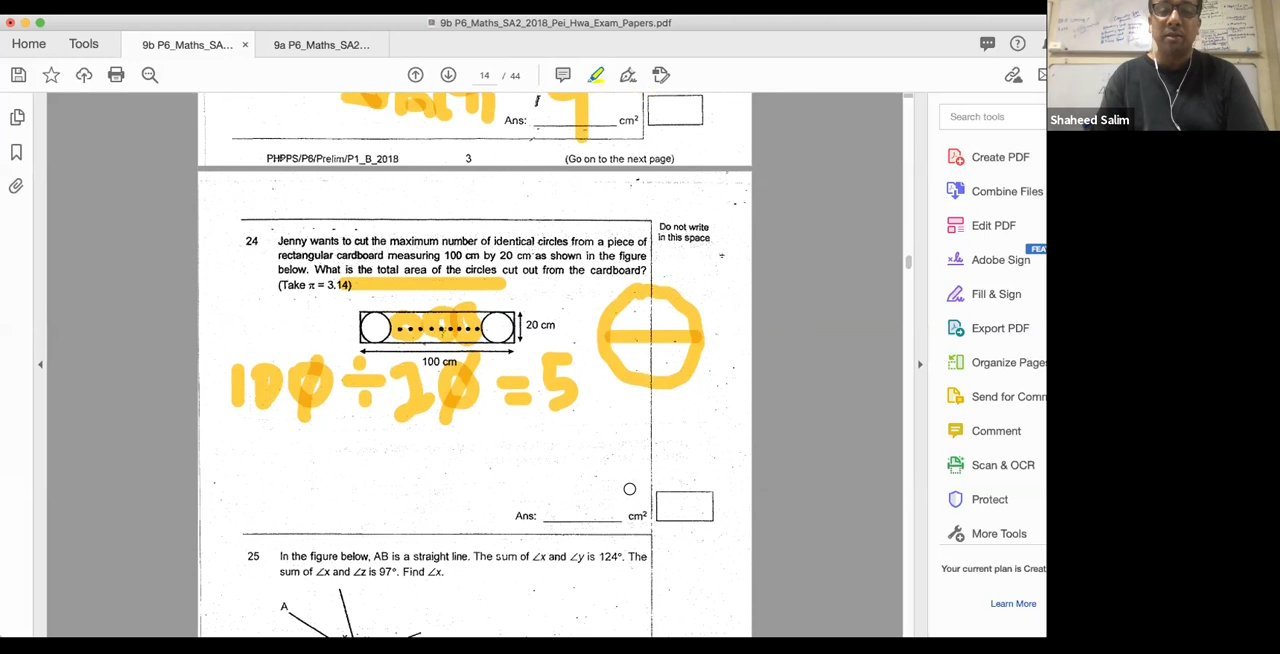 9b P6_Maths_SA2_2018_Pei_Hwa_Exam_Papers.pdf
Home
Tools
9b P6_Maths_SA... ×
9a P6_Maths_SA2...
14 / 44
Shaheed Salim
Ans: ________ cm²
PHPPS/P6/Prelim/P1_B_2018
3
(Go on to the next page)
Do not write
in this space
24 Jenny wants to cut the maximum number of identical circles from a piece of
rectangular cardboard measuring 100 cm by 20 cm as shown in the figure
below. What is the total area of the circles cut out from the cardboard?
(Take π = 3.14)
20 cm
100 cm
100 ÷ 20 = 5
Ans: ________ cm²
25 In the figure below, AB is a straight line. The sum of ∠x and ∠y is 124°. The
sum of ∠x and ∠z is 97°. Find ∠x.
A
Search tools
Create PDF
Combine Files
Edit PDF
FEA
Adobe Sign
Fill & Sign
Export PDF
Organize Pages
Send for Comm
Comment
Scan & OCR
Protect
More Tools
Your current plan is Creat
Learn More